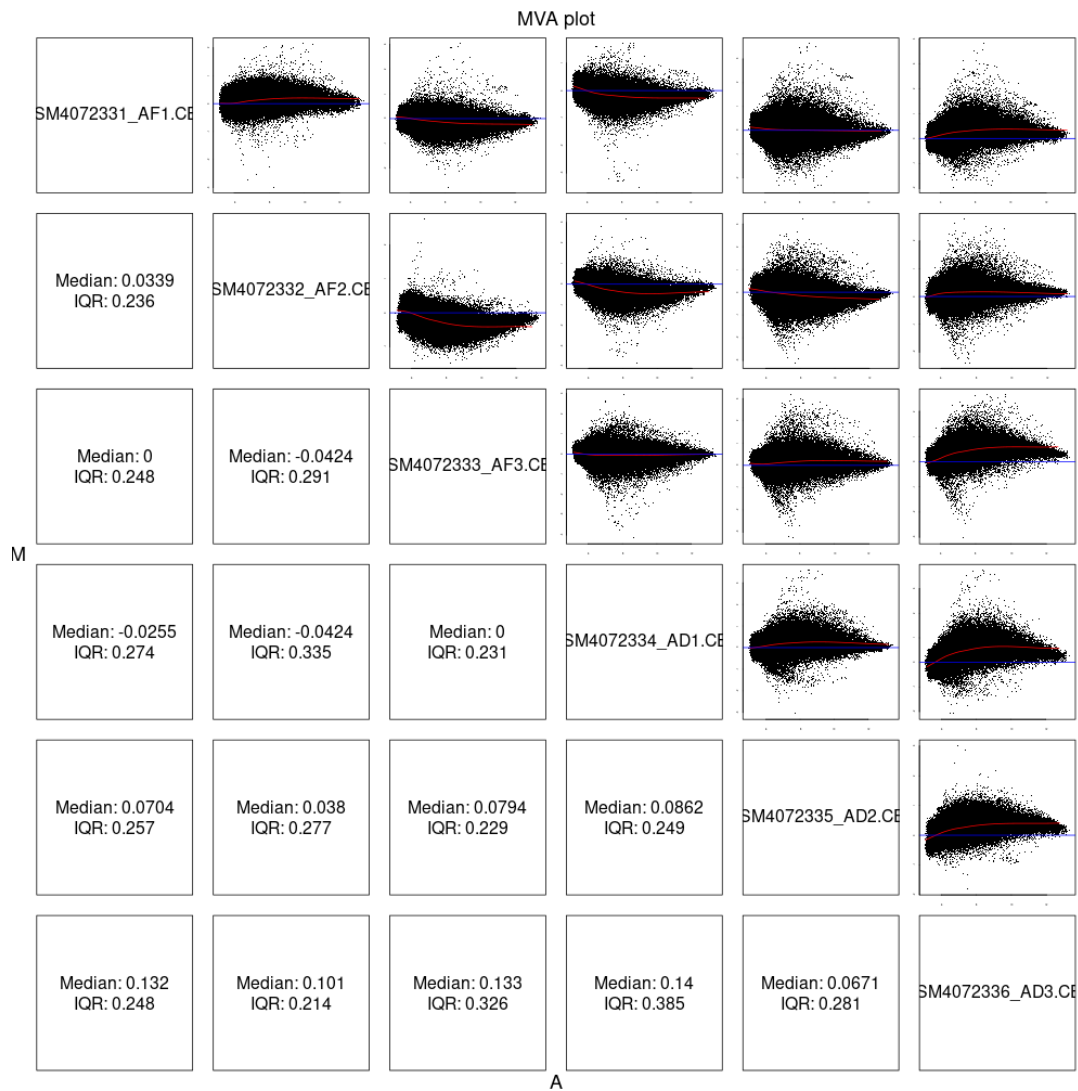 MVA plot
SM4072331_AF1.CE
Median: 0.0339
IQR: 0.236
SM4072332_AF2.CE
Median: 0
IQR: 0.248
Median: -0.0424
IQR: 0.291
SM4072333_AF3.CE
M
Median: -0.0255
IQR: 0.274
Median: -0.0424
IQR: 0.335
Median: 0
IQR: 0.231
SM4072334_AD1.CE
Median: 0.0704
IQR: 0.257
Median: 0.038
IQR: 0.277
Median: 0.0794
IQR: 0.229
Median: 0.0862
IQR: 0.249
SM4072335_AD2.CE
Median: 0.132
IQR: 0.248
Median: 0.101
IQR: 0.214
Median: 0.133
IQR: 0.326
Median: 0.14
IQR: 0.385
Median: 0.0671
IQR: 0.281
SM4072336_AD3.CE
A